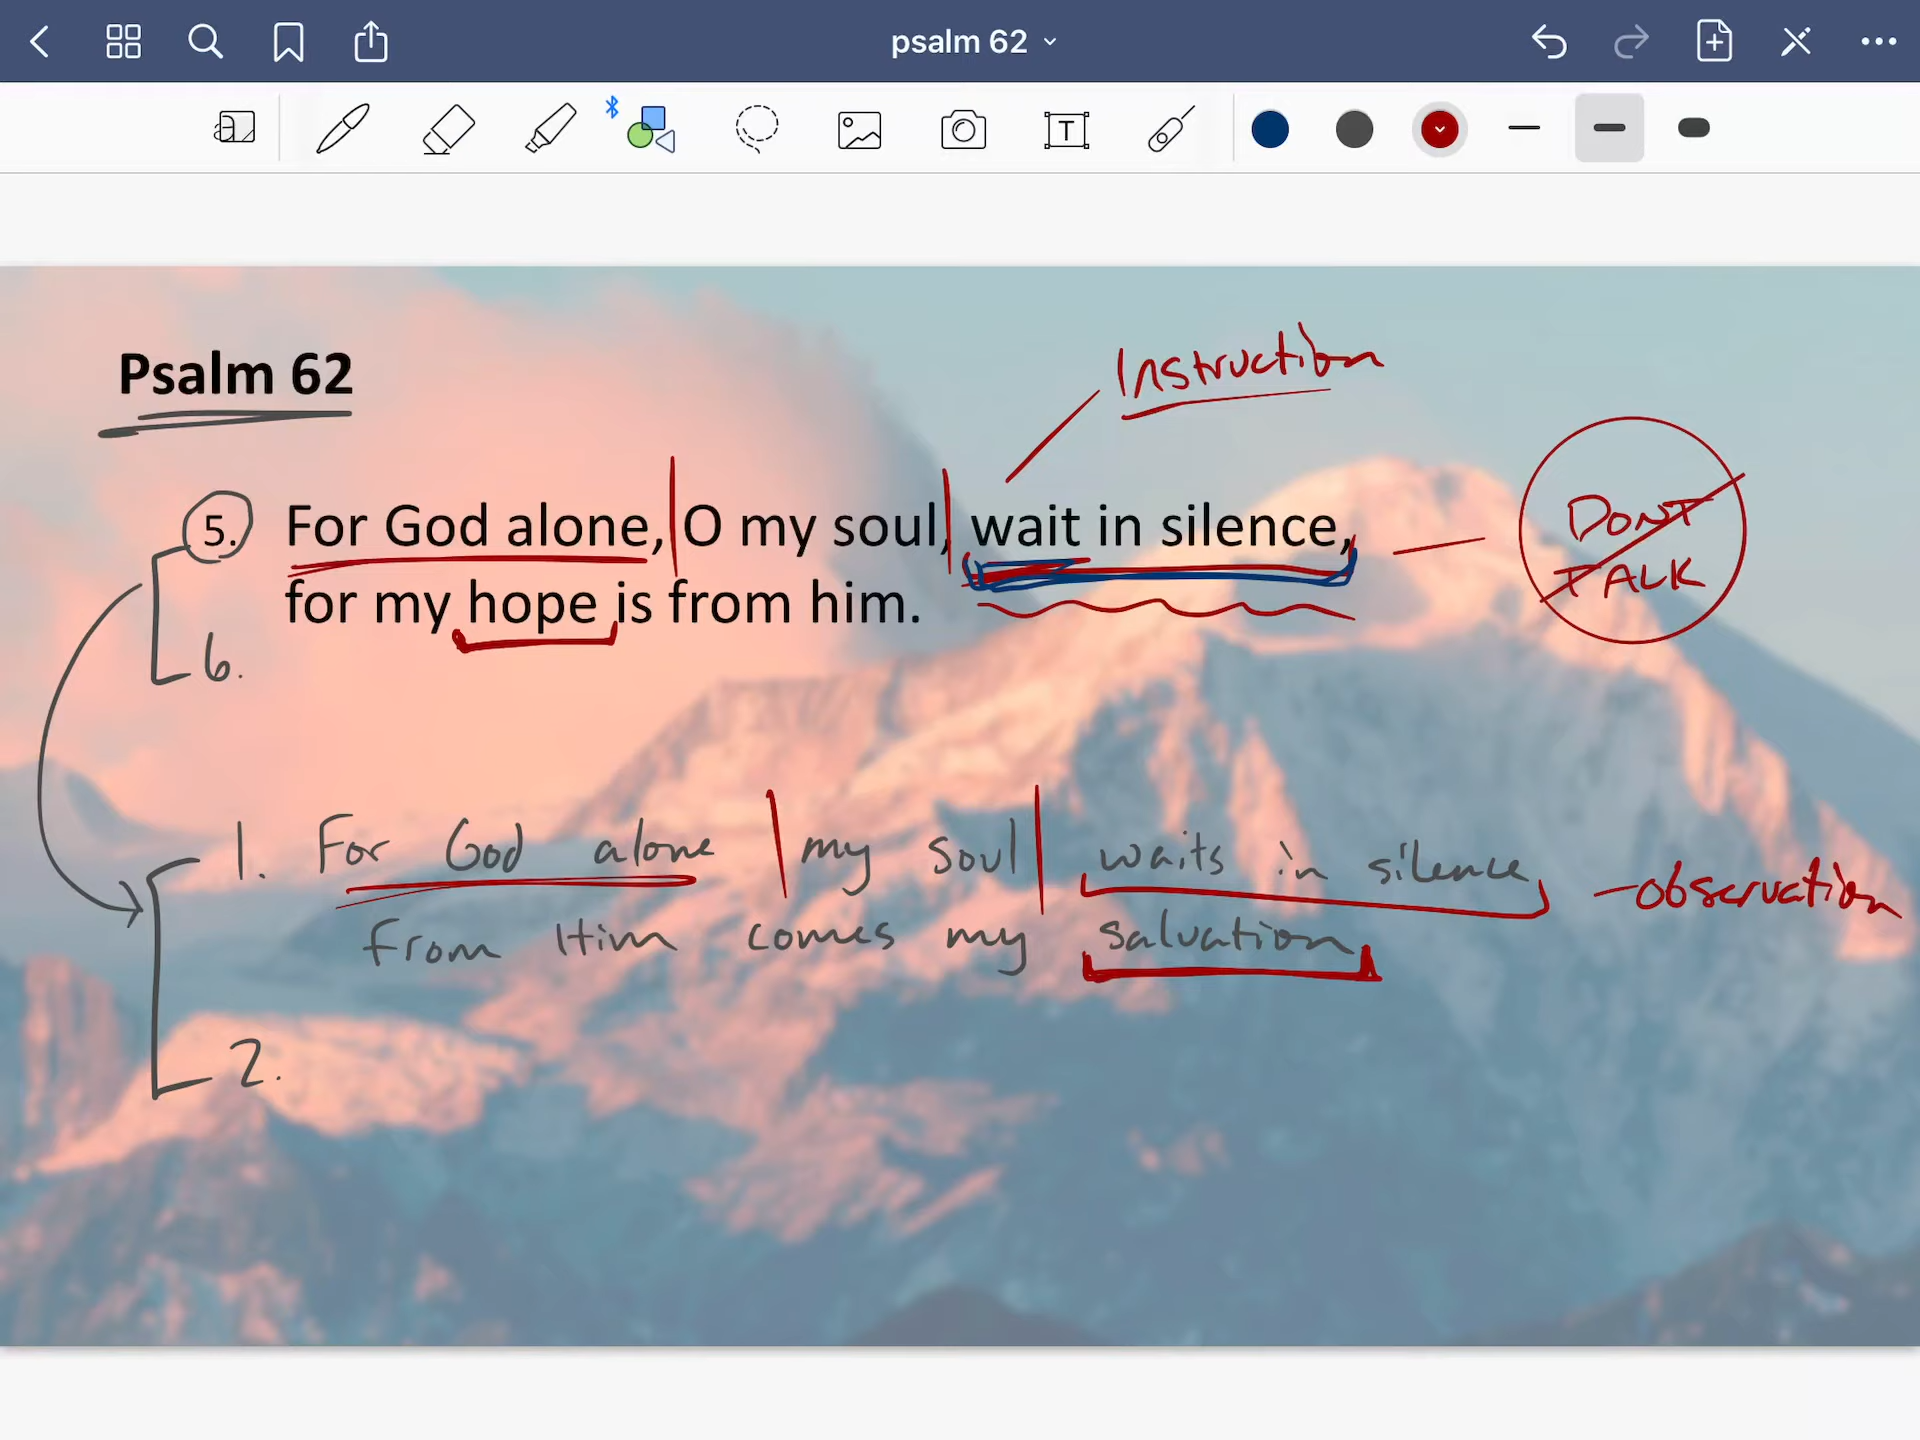 psalm 62
T
Psalm 62
Instruction
5. For God alone, O my soul, wait in silence,
for my hope is from him.
DONT
TALK
6.
1. For God alone my soul waits in silence
- observation
From Him comes my salvation
2.